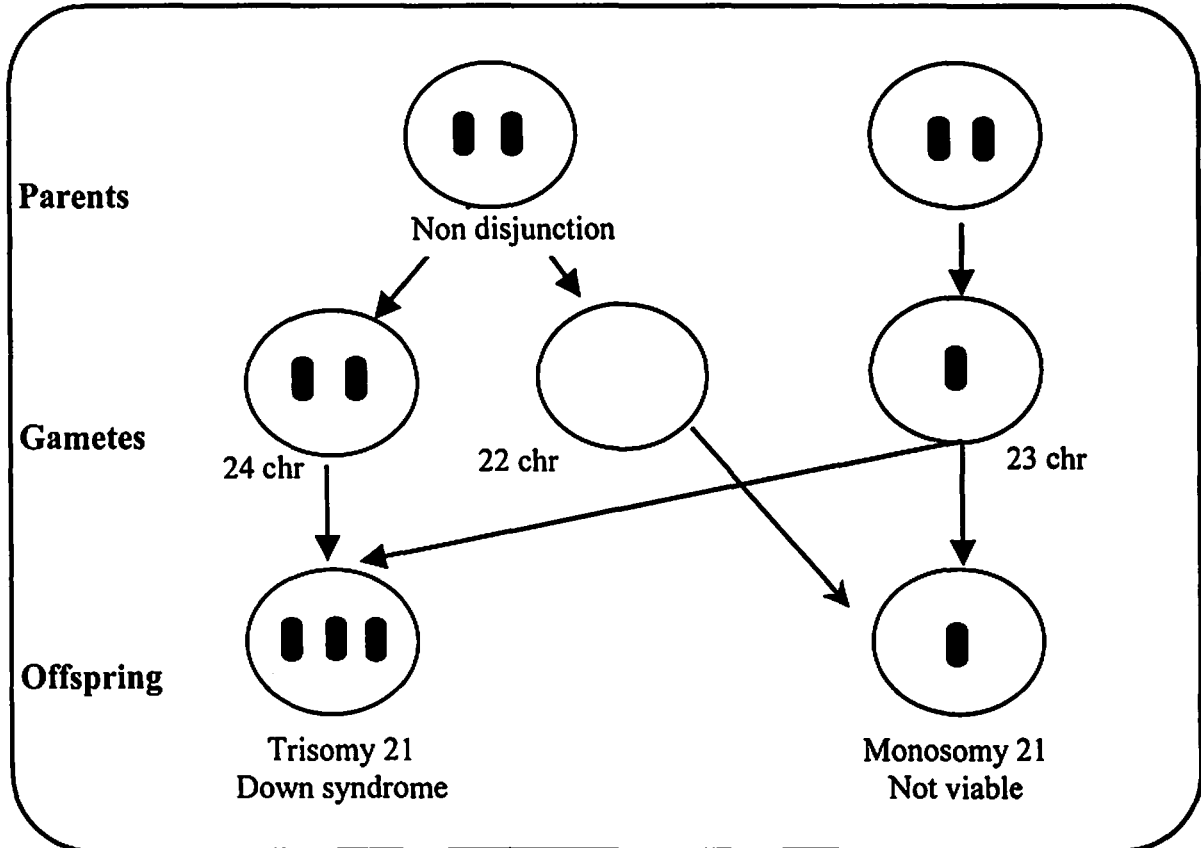 Parents
Non disjunction
Gametes
24 chr
22 chr
23 chr
Offspring
Trisomy 21
Down syndrome
Monosomy 21
Not viable